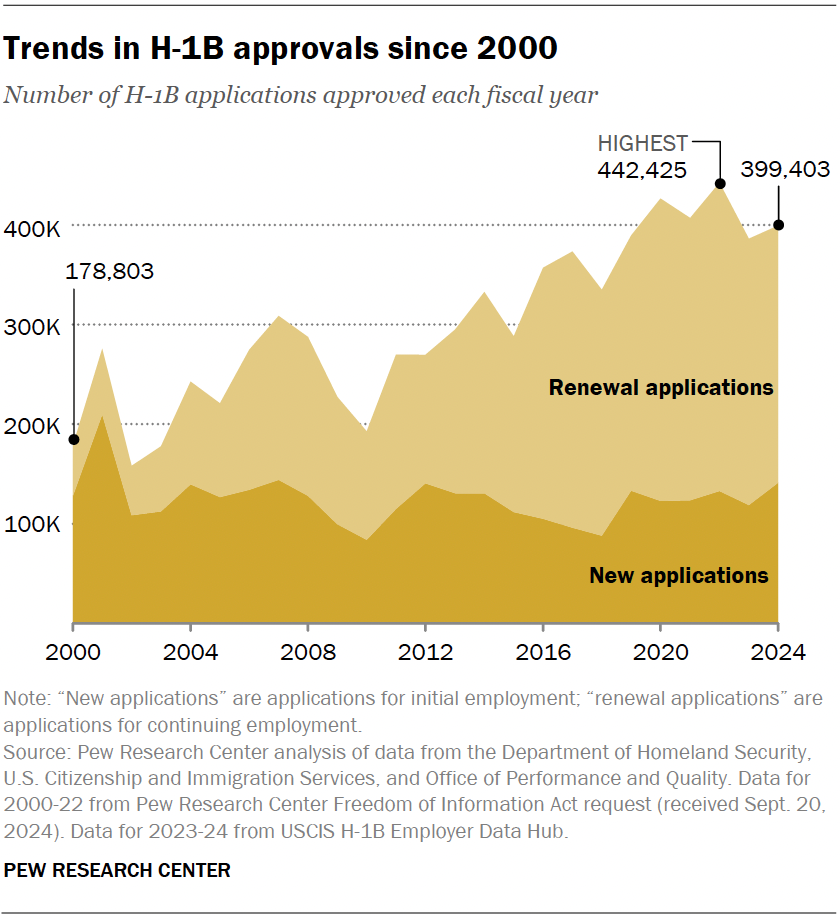 Trends in H-1B approvals since 2000
Number of H-1B applications approved each fiscal year
HIGHEST
442,425
399,403
400K
178,803
300K
Renewal applications
200K
100K
New applications
2000 2004 2008 2012 2016 2020 2024
Note: “New applications” are applications for initial employment; “renewal applications” are
applications for continuing employment.
Source: Pew Research Center analysis of data from the Department of Homeland Security,
U.S. Citizenship and Immigration Services, and Office of Performance and Quality. Data for
2000-22 from Pew Research Center Freedom of Information Act request (received Sept. 20,
2024). Data for 2023-24 from USCIS H-1B Employer Data Hub.
PEW RESEARCH CENTER